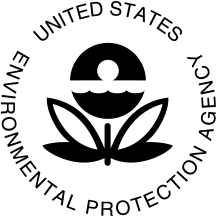 UNITED STATES
ENVIRONMENTAL PROTECTION AGENCY